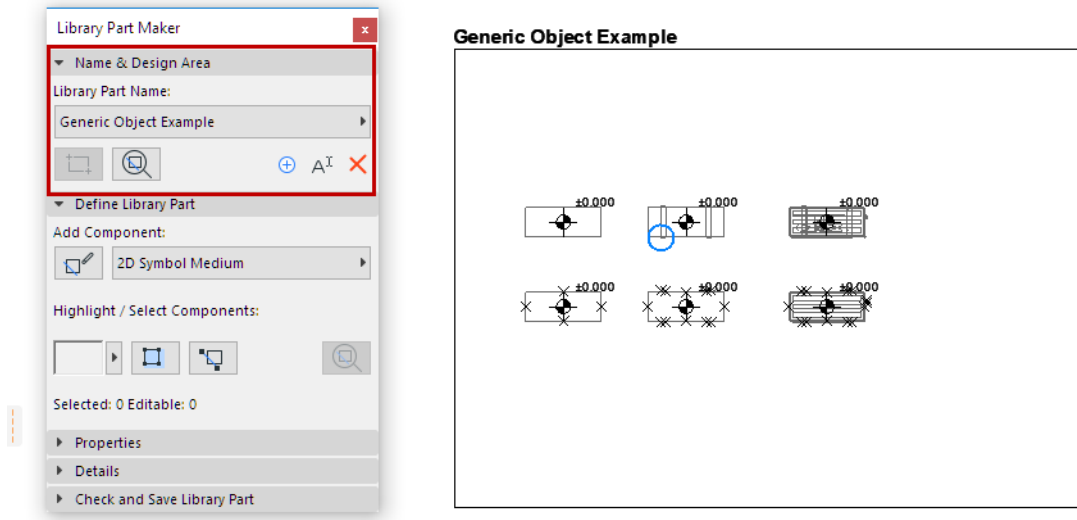 Library Part Maker
x
Name & Design Area
Library Part Name:
Generic Object Example
A
Define Library Part
Add Component:
2D Symbol Medium
Highlight / Select Components:
Selected: 0 Editable: 0
Properties
Details
Check and Save Library Part
Generic Object Example
±0.000 ±0.000 ±0.000
±0.000 ±0.000 ±0.000